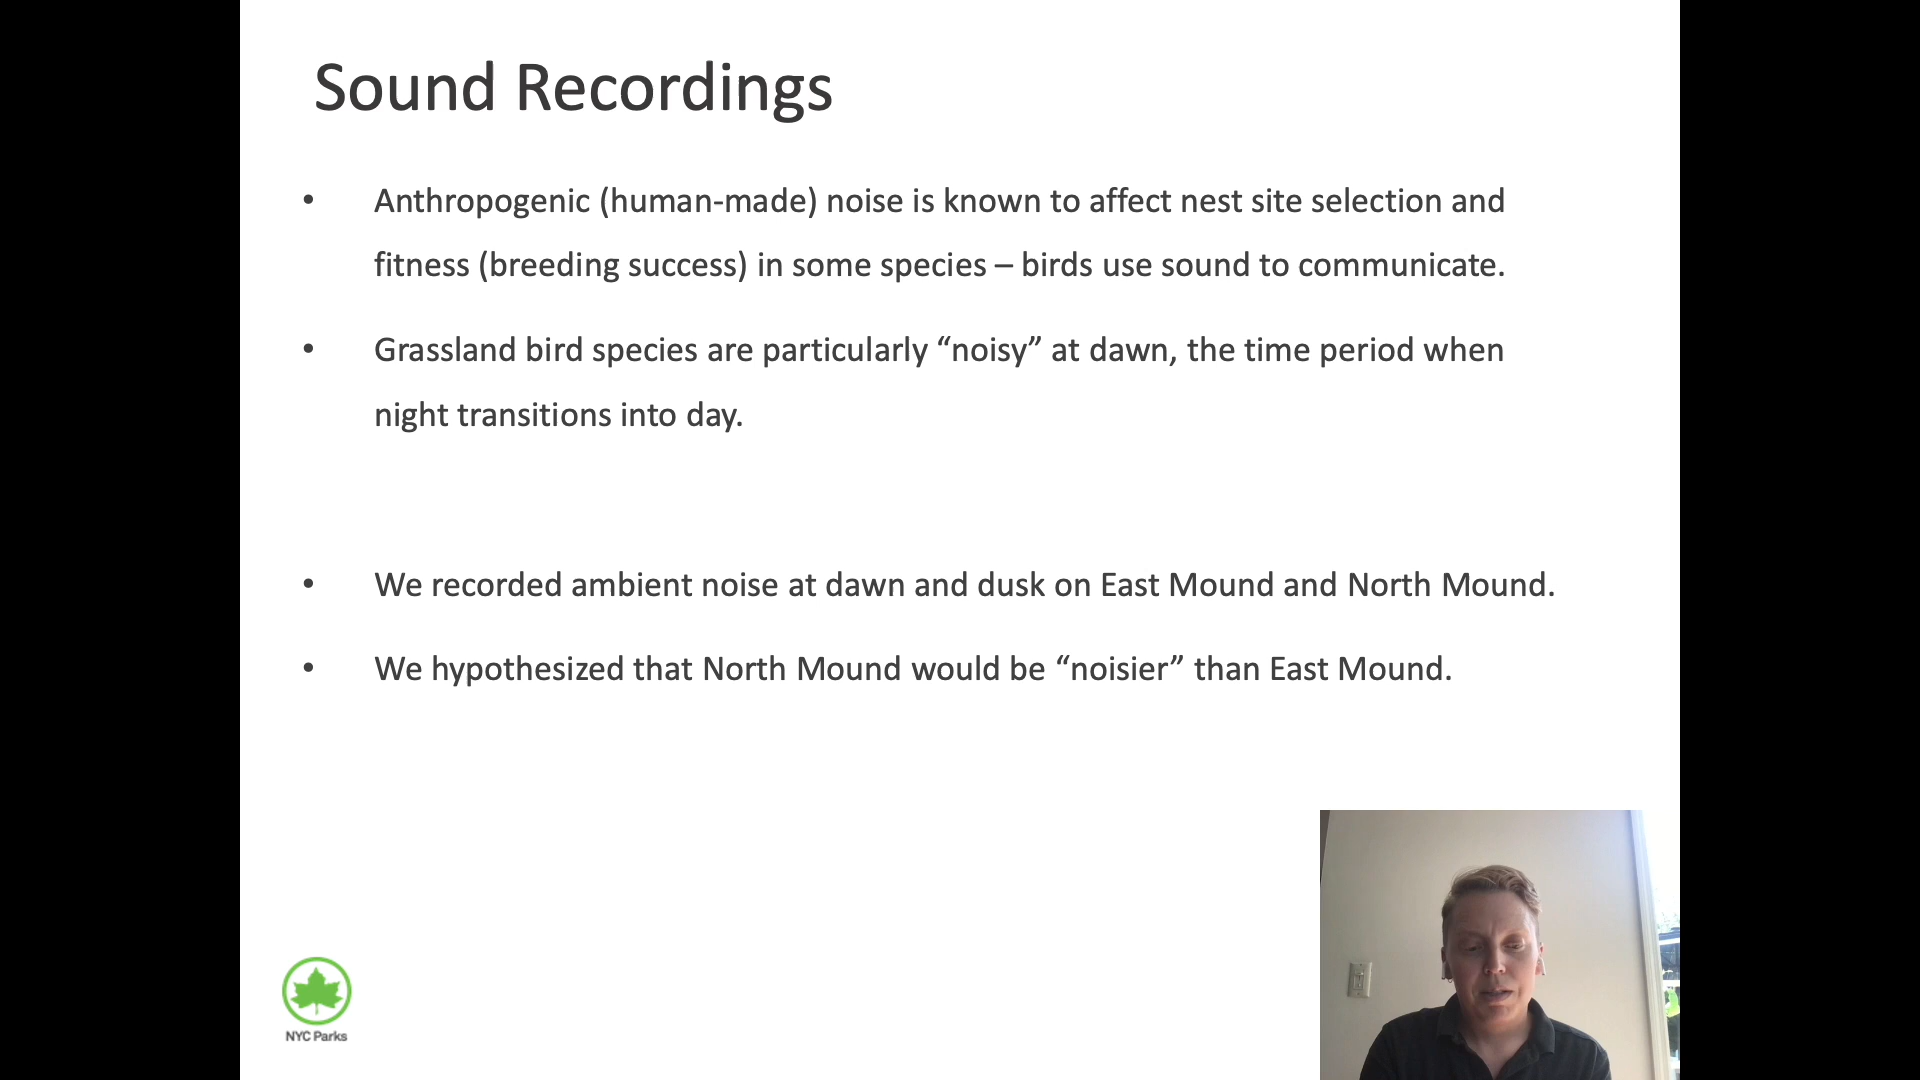 Sound Recordings
• Anthropogenic (human-made) noise is known to affect nest site selection and
fitness (breeding success) in some species – birds use sound to communicate.
• Grassland bird species are particularly “noisy” at dawn, the time period when
night transitions into day.
• We recorded ambient noise at dawn and dusk on East Mound and North Mound.
• We hypothesized that North Mound would be “noisier” than East Mound.
NYC Parks